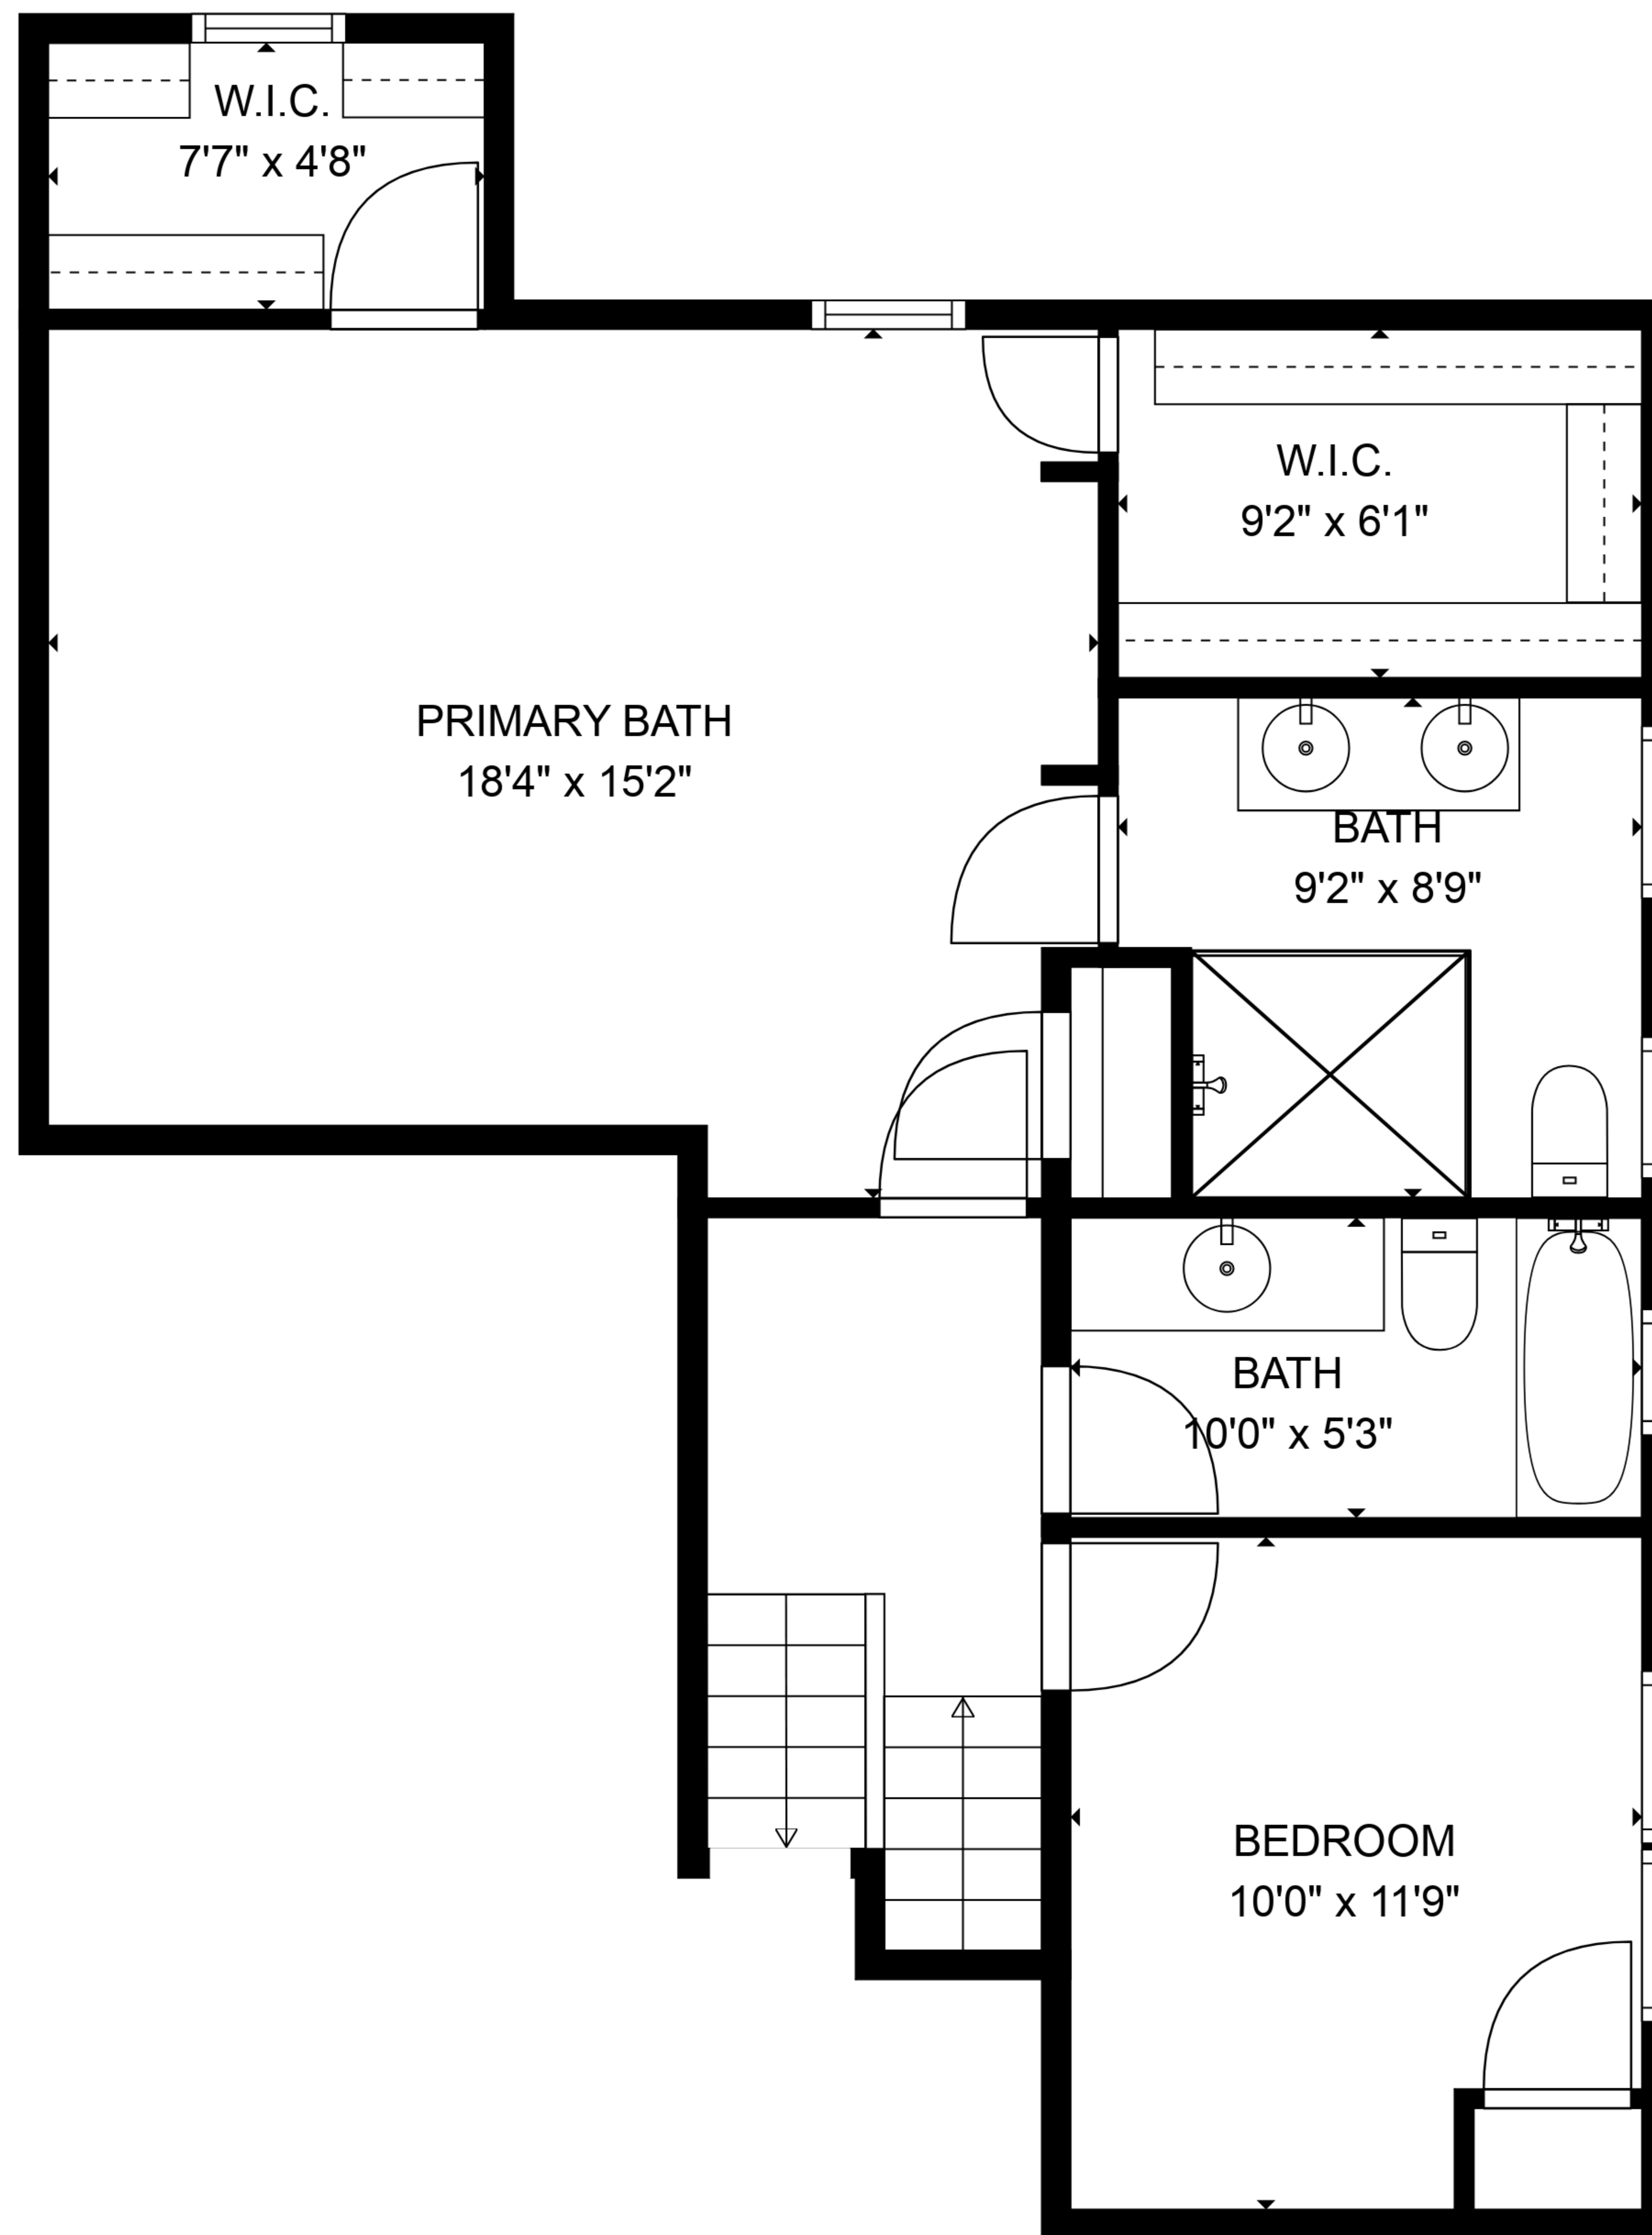 W.I.C.
7'7" x 4'8"
W.I.C.
9'2" x 6'1"
PRIMARY BATH
18'4" x 15'2"
BATH
9'2" x 8'9"
BATH
10'0" x 5'3"
BEDROOM
10'0" x 11'9"